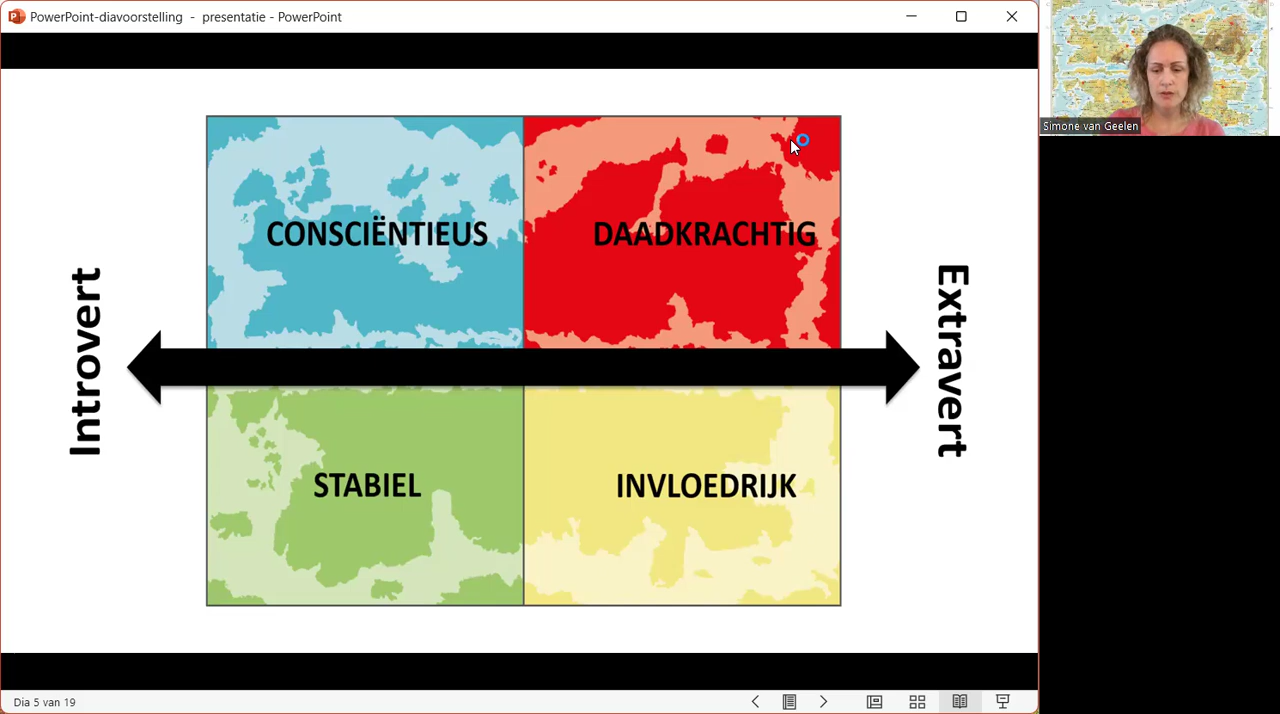 PowerPoint-diavoorstelling - presentatie - PowerPoint
Simone van Geelen
CONSCIËNTIEUS
DAADKRACHTIG
Introvert
Extravert
STABIEL
INVLOEDRIJK
Dia 5 van 19